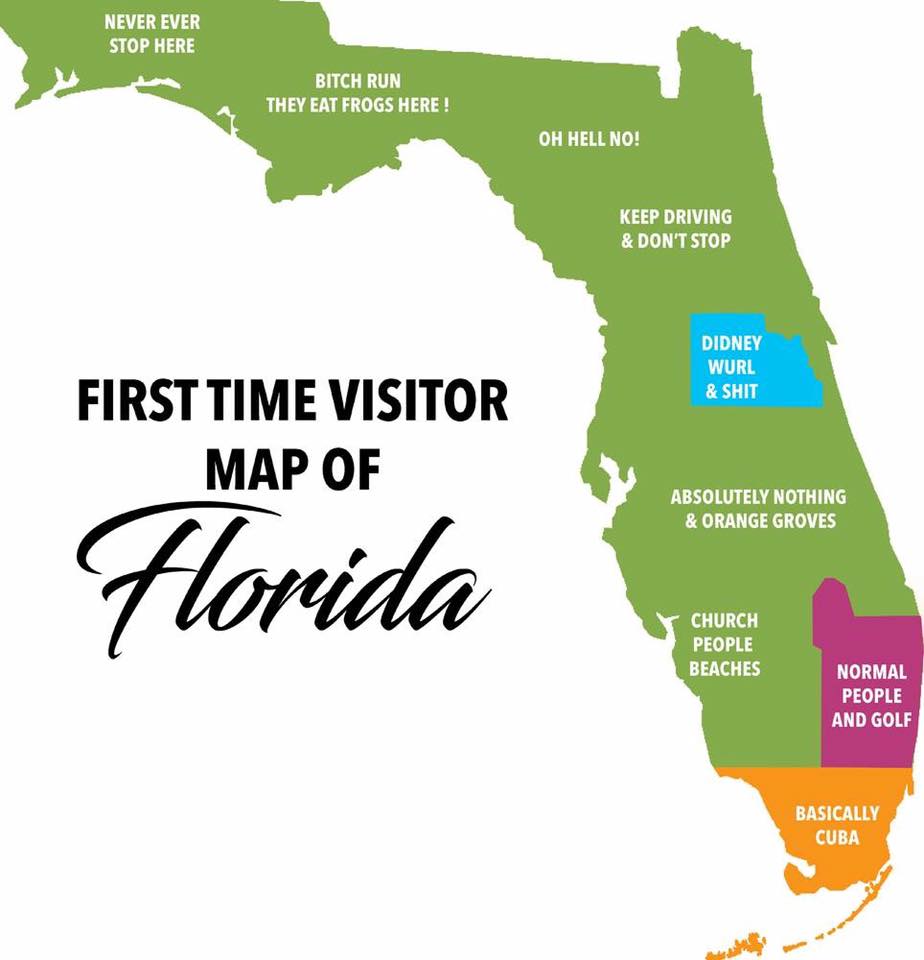 NEVER EVER
STOP HERE
BITCH RUN
THEY EAT FROGS HERE !
OH HELL NO!
KEEP DRIVING
& DON'T STOP
DIDNEY
WURL
& SHIT
FIRST TIME VISITOR
MAP OF
Florida
ABSOLUTELY NOTHING
& ORANGE GROVES
CHURCH
PEOPLE
BEACHES
NORMAL
PEOPLE
AND GOLF
BASICALLY
CUBA